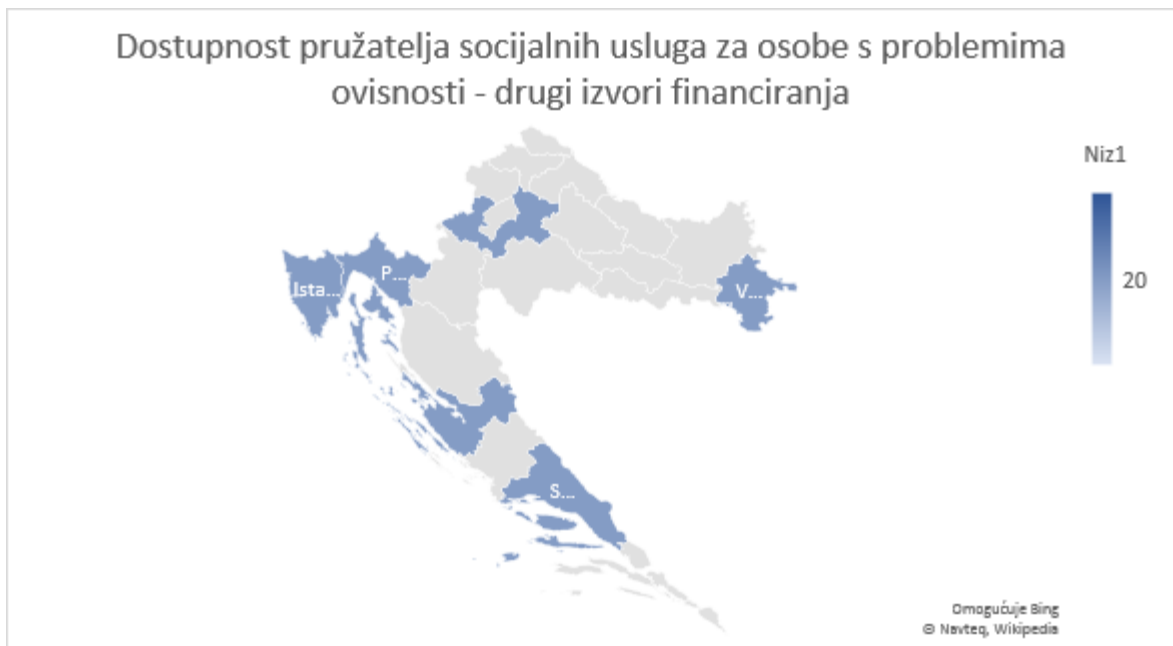 Dostupnost pružatelja socijalnih usluga za osobe s problemima
ovisnosti - drugi izvori financiranja
Niz1
P...
Ista...
V...
20
S...
Omogućuje Bing
© Navteq, Wikipedia